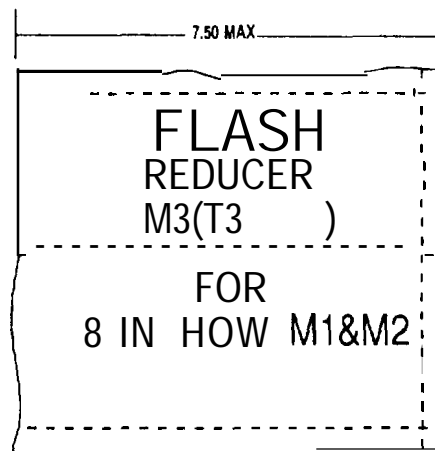 7.50 MAX
FLASH
REDUCER
M3(T3 )
FOR
8 IN HOW M1&M2